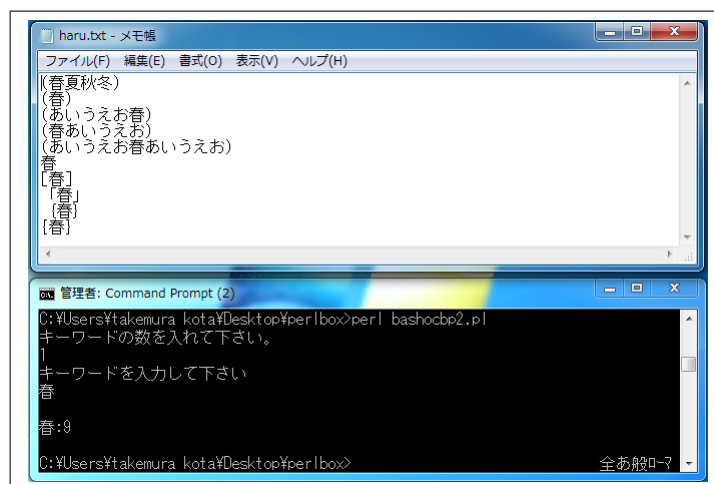 haru.txt - メモ帳
ファイル(F) 編集(E) 書式(O) 表示(V) ヘルプ(H)
(春夏秋冬)
(春)
(あいうえお春)
(春あいうえお)
(あいうえお春あいうえお)
春
[春]
「春」
{春}
{春}
管理者: Command Prompt (2)
C:¥Users¥takemura kota¥Desktop¥perlbox>perl bashocbp2.pl
キーワードの数を入れて下さい。
1
キーワードを入力して下さい
春
春:9
C:¥Users¥takemura kota¥Desktop¥perlbox>
全あ般ﾛｰﾏ